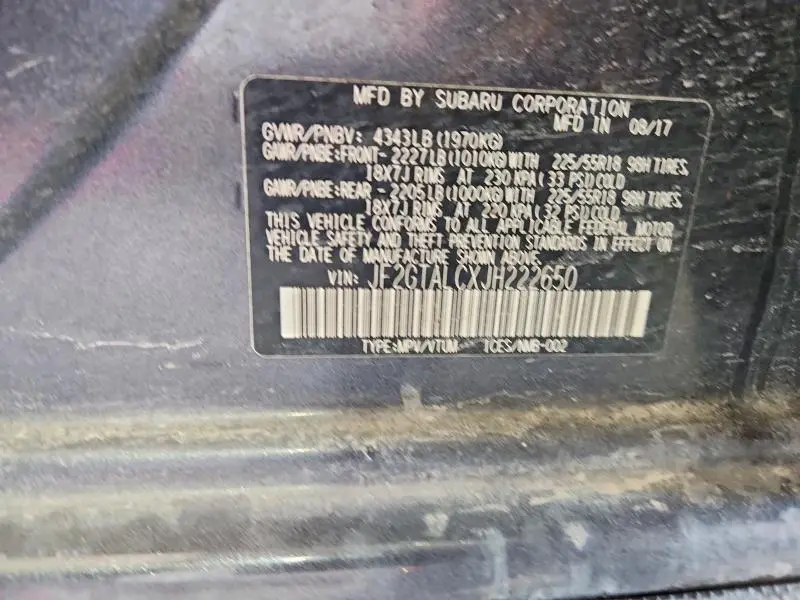 MFD BY SUBARU CORPORATION
MFD IN 08/17
GVWR/PNBV: 4343LB (1970KG)
GAWR/PNBE:FRONT- 2227LB (1010KG) WITH 225/55R18 98H TIRES.
18X7J RIMS AT 230 KPA ( 33 PSI) COLD
GAWR/PNBE:REAR - 2205LB (1000KG) WITH 225/55R18 98H TIRES.
18X7J RIMS AT 220 KPA ( 32 PSI) COLD
THIS VEHICLE CONFORMS TO ALL APPLICABLE FEDERAL MOTOR
VEHICLE SAFETY AND THEFT PREVENTION STANDARDS IN EFFECT ON
THE DATE OF MANUFACTURE SHOWN ABOVE.
VIN: JF2GTALCXJH222650
TYPE:MPV/VTUM ICES/NMB-002